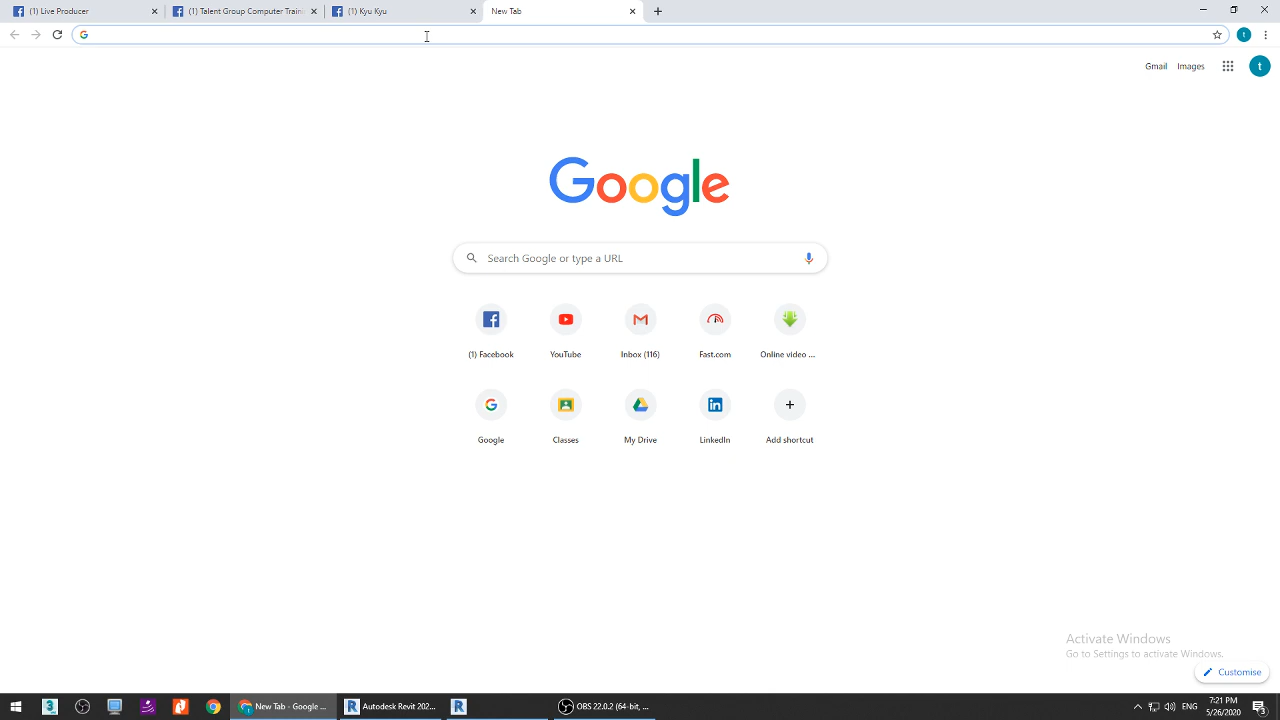 (1) Live Producer
(1) Talent Group Computer Traini
(1) Kyu Kyu
New Tab
Gmail
Images
t
Google
Search Google or type a URL
(1) Facebook
YouTube
Inbox (116)
Fast.com
Online video ...
Google
Classes
My Drive
LinkedIn
Add shortcut
Activate Windows
Go to Settings to activate Windows.
Customise
New Tab - Google ...
Autodesk Revit 202...
OBS 22.0.2 (64-bit, ...
ENG
7:21 PM
5/26/2020